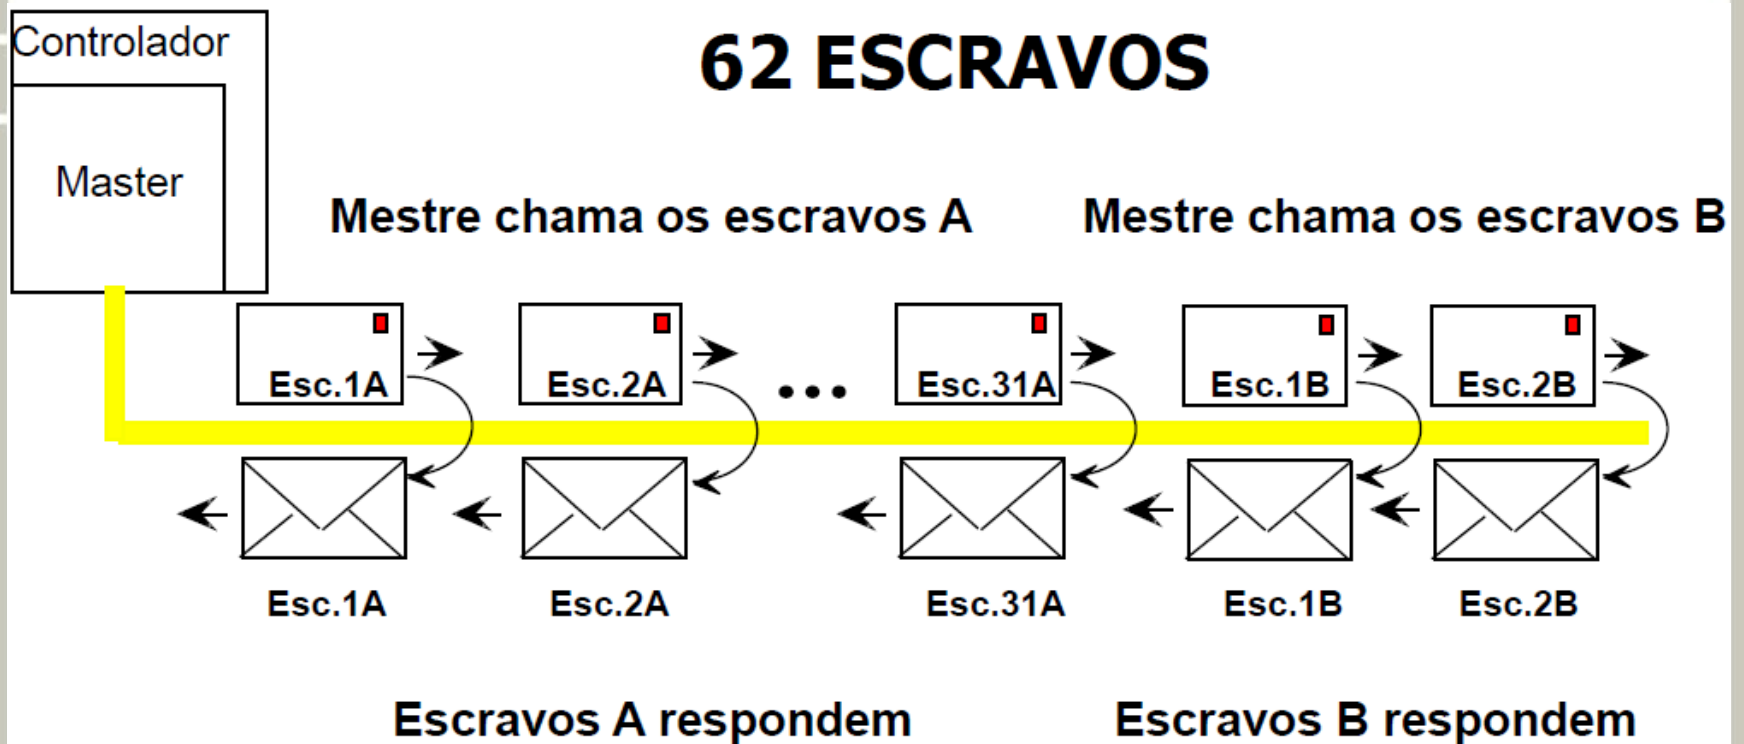 Controlador
62 ESCRAVOS
Master
Mestre chama os escravos A
Mestre chama os escravos B
Esc.1A
Esc.2A
...
Esc.31A
Esc.1B
Esc.2B
Esc.1A
Esc.2A
Esc.31A
Esc.1B
Esc.2B
Escravos A respondem
Escravos B respondem